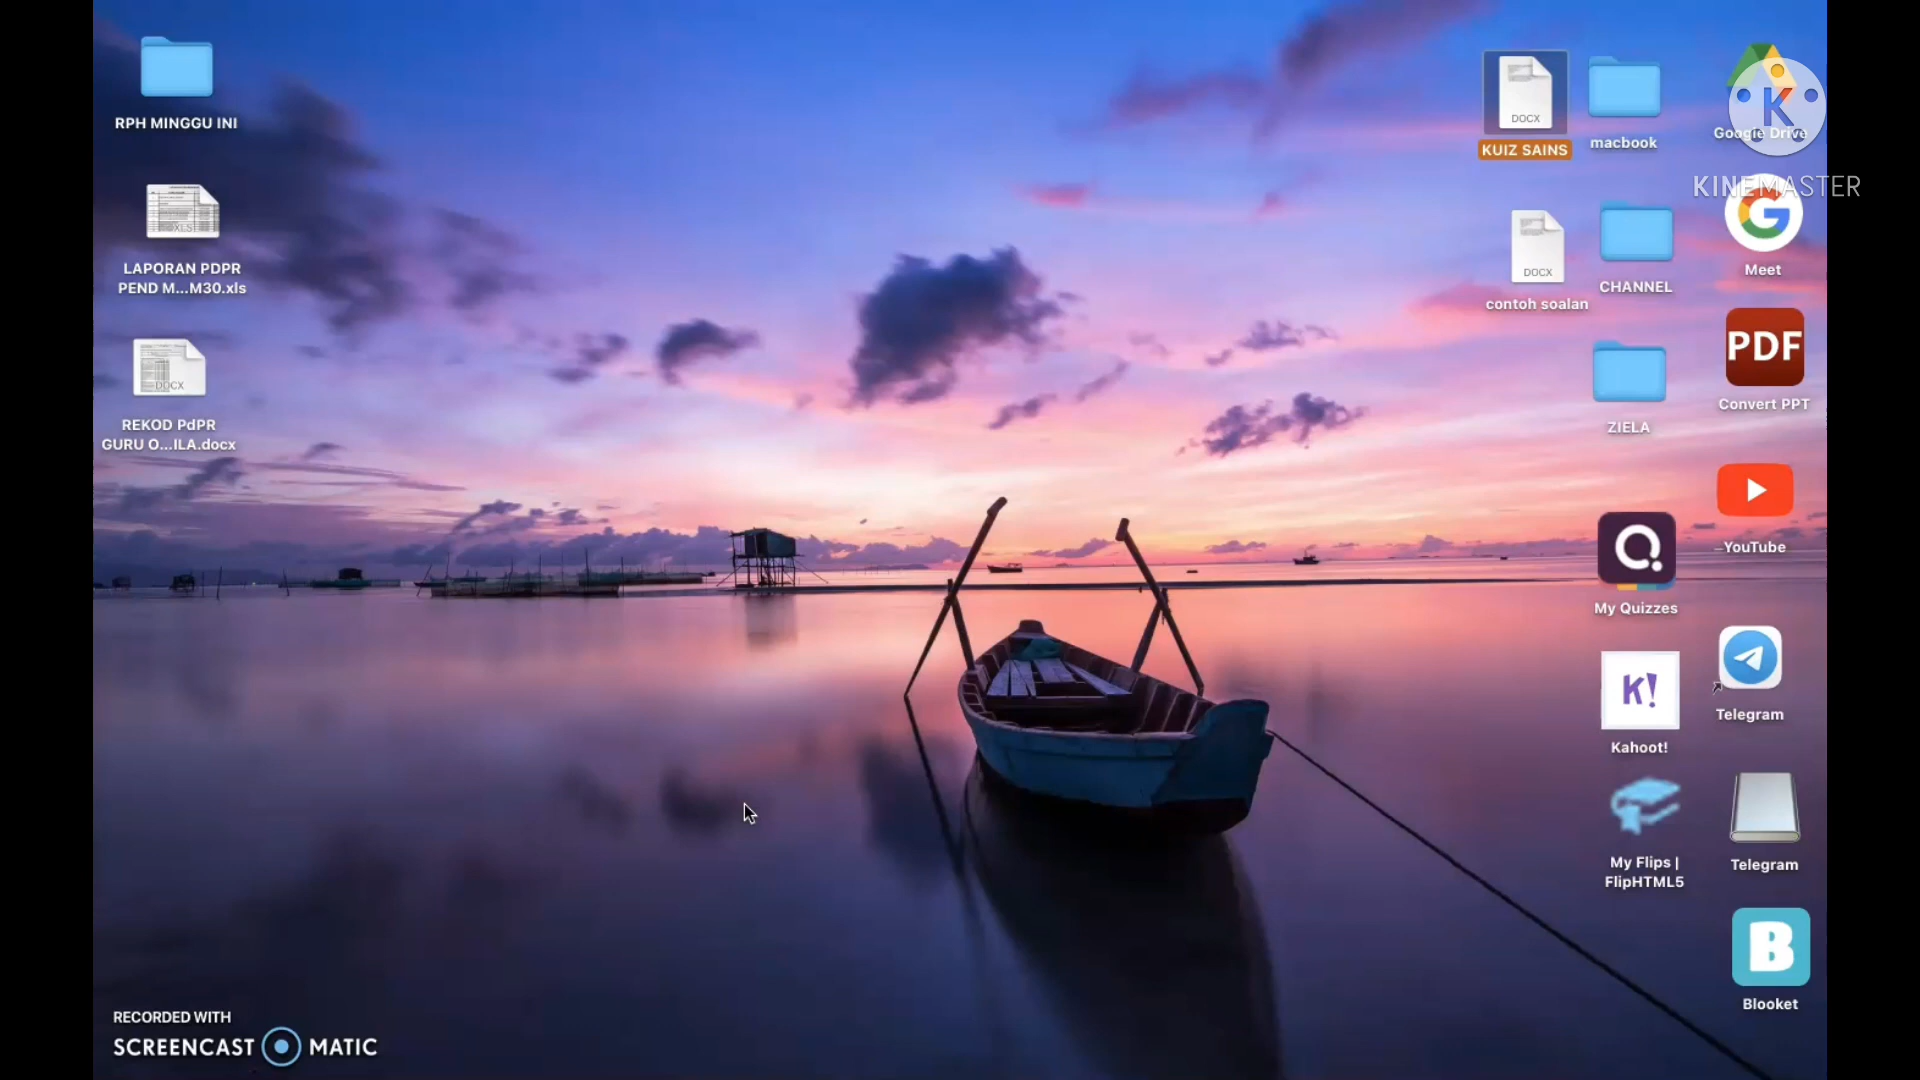 RPH MINGGU INI
LAPORAN PDPR
PEND M...M30.xls
XLS
DOCX
REKOD PdPR
GURU O...ILA.docx
DOCX
KUIZ SAINS
macbook
Google Drive
K
KINEMASTER
G
Meet
DOCX
contoh soalan
CHANNEL
PDF
Convert PPT
ZIELA
YouTube
My Quizzes
K!
Kahoot!
Telegram
My Flips |
FlipHTML5
Telegram
B
Blooket
RECORDED WITH
SCREENCAST MATIC